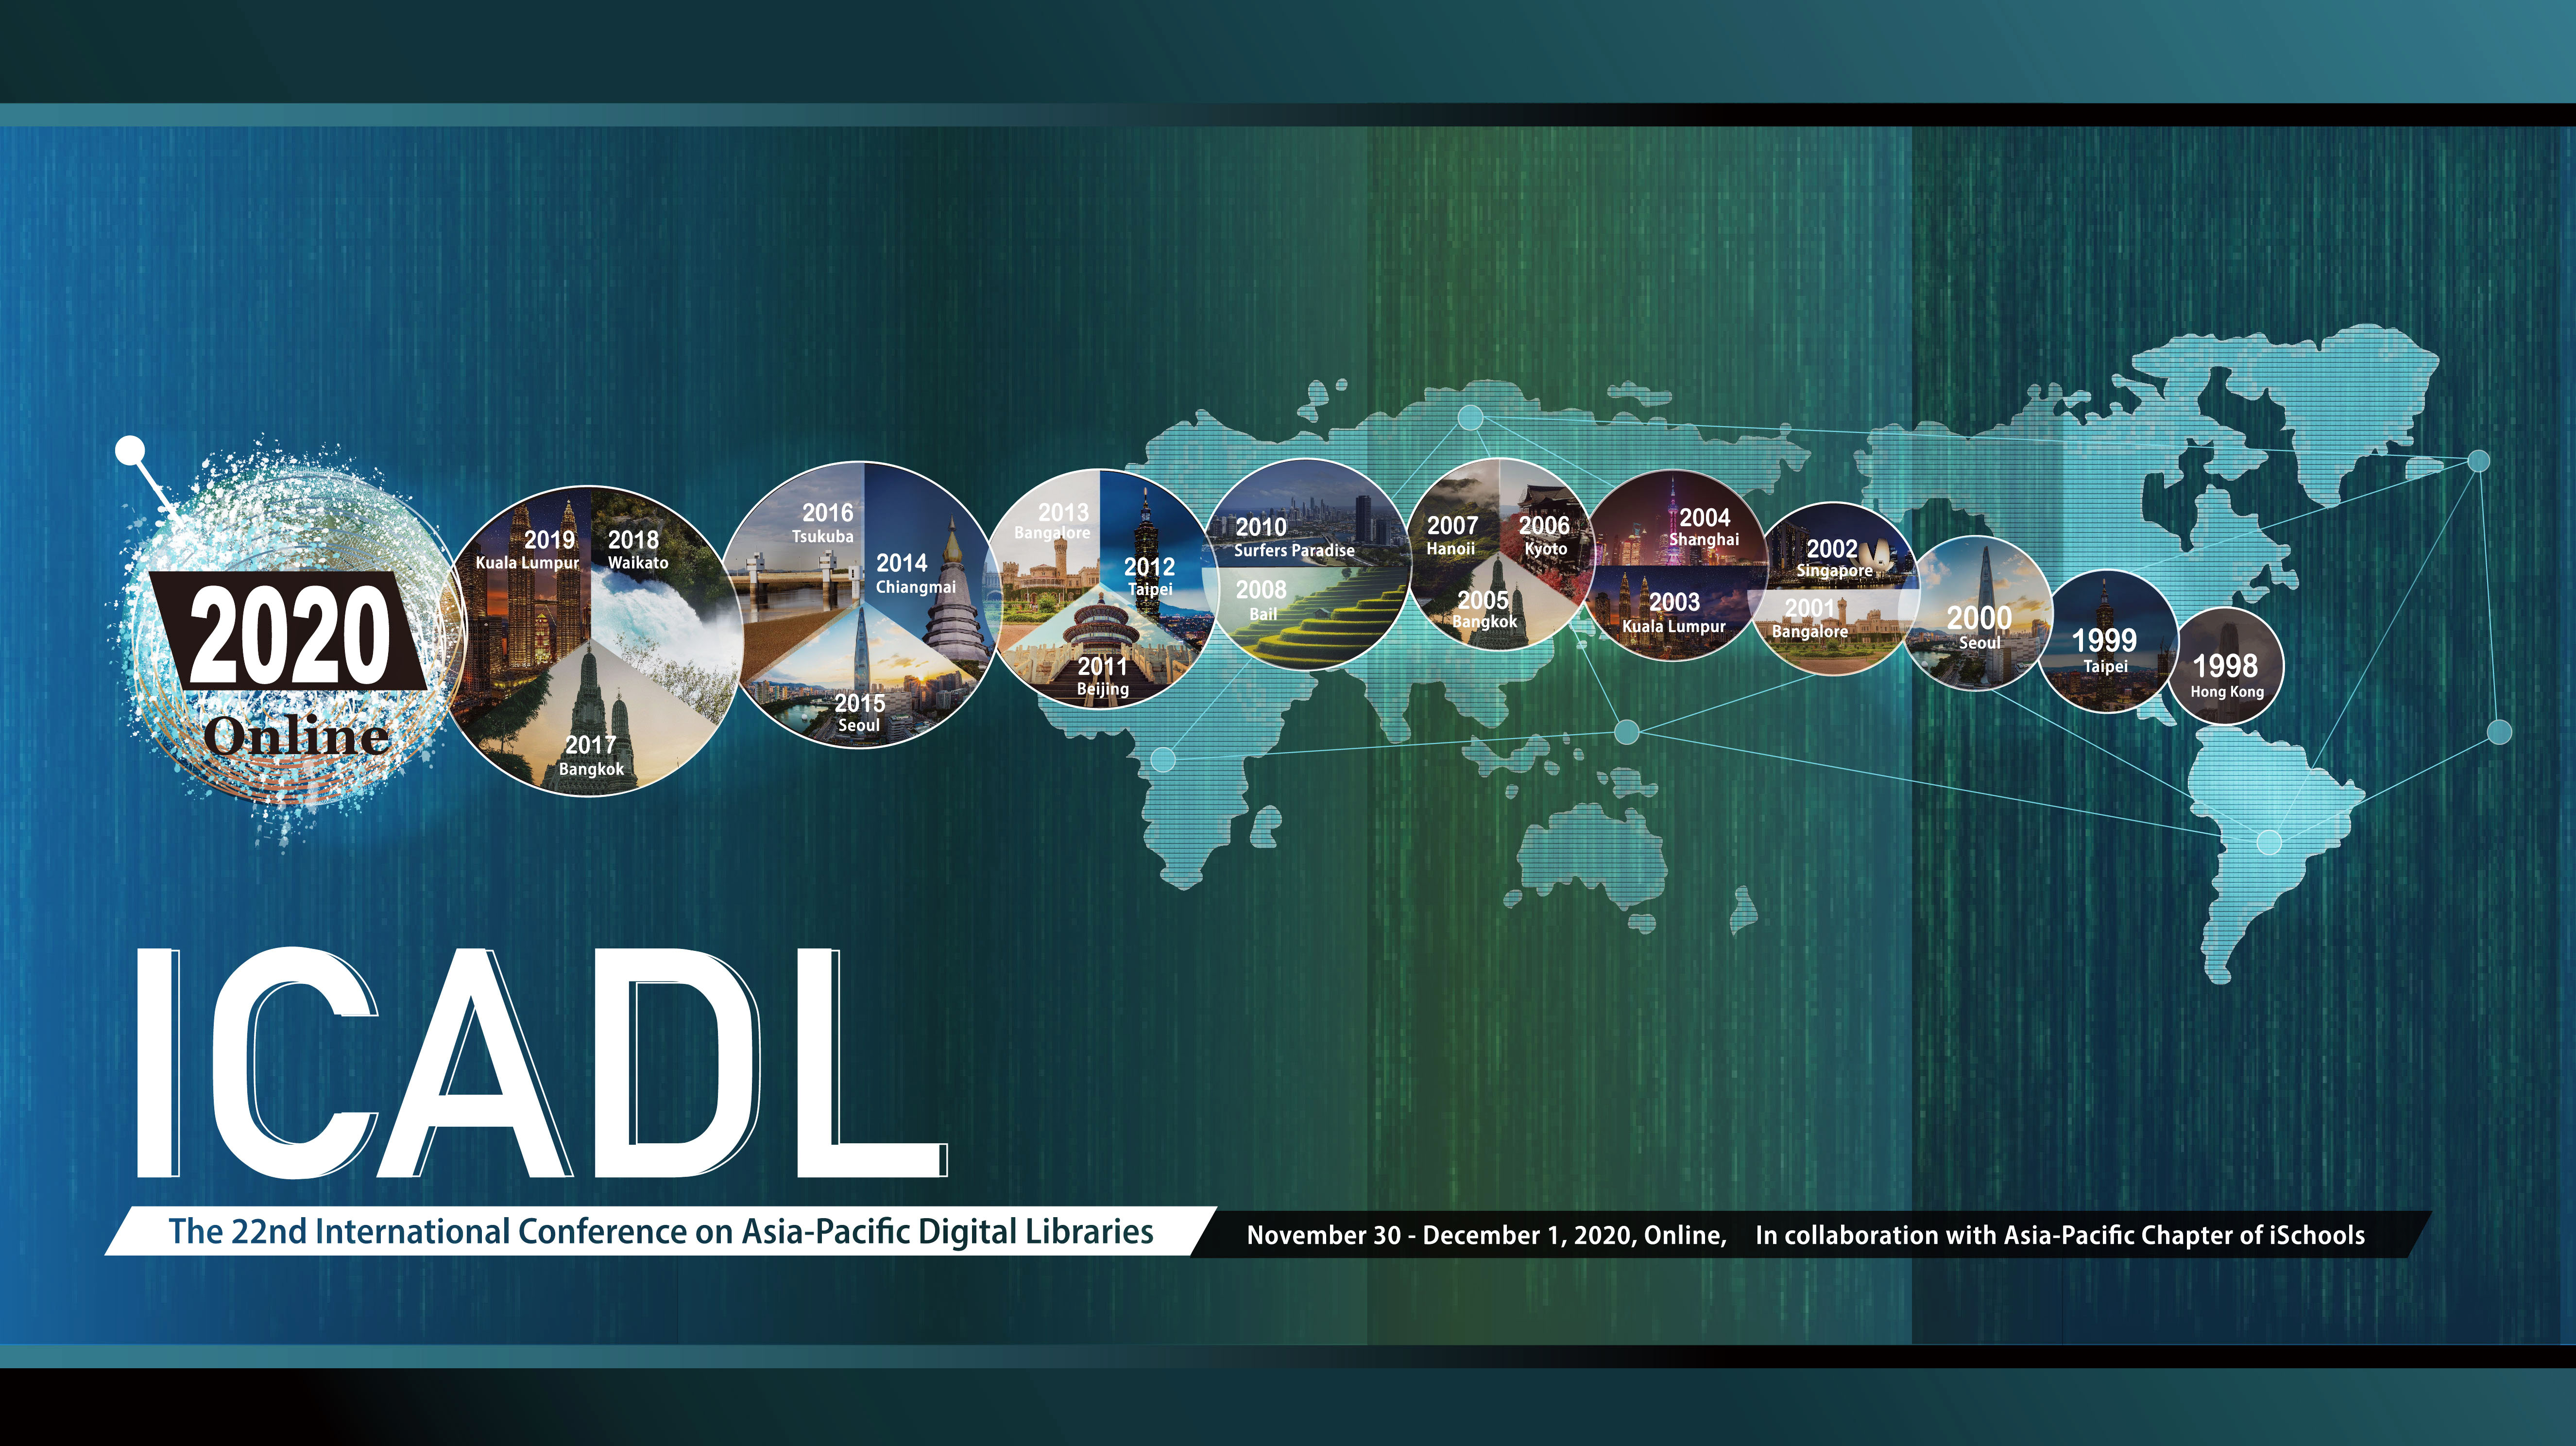 2020
Online
2019
Kuala Lumpur
2018
Waikato
2017
Bangkok
2016
Tsukuba
2014
Chiangmai
2015
Seoul
2013
Bangalore
2012
Taipei
2011
Beijing
2010
Surfers Paradise
2008
Bail
2007
Hanoii
2006
Kyoto
2005
Bangkok
2004
Shanghai
2003
Kuala Lumpur
2002
Singapore
2001
Bangalore
2000
Seoul
1999
Taipei
1998
Hong Kong
ICADL
The 22nd International Conference on Asia-Pacific Digital Libraries
November 30 - December 1, 2020, Online, In collaboration with Asia-Pacific Chapter of iSchools